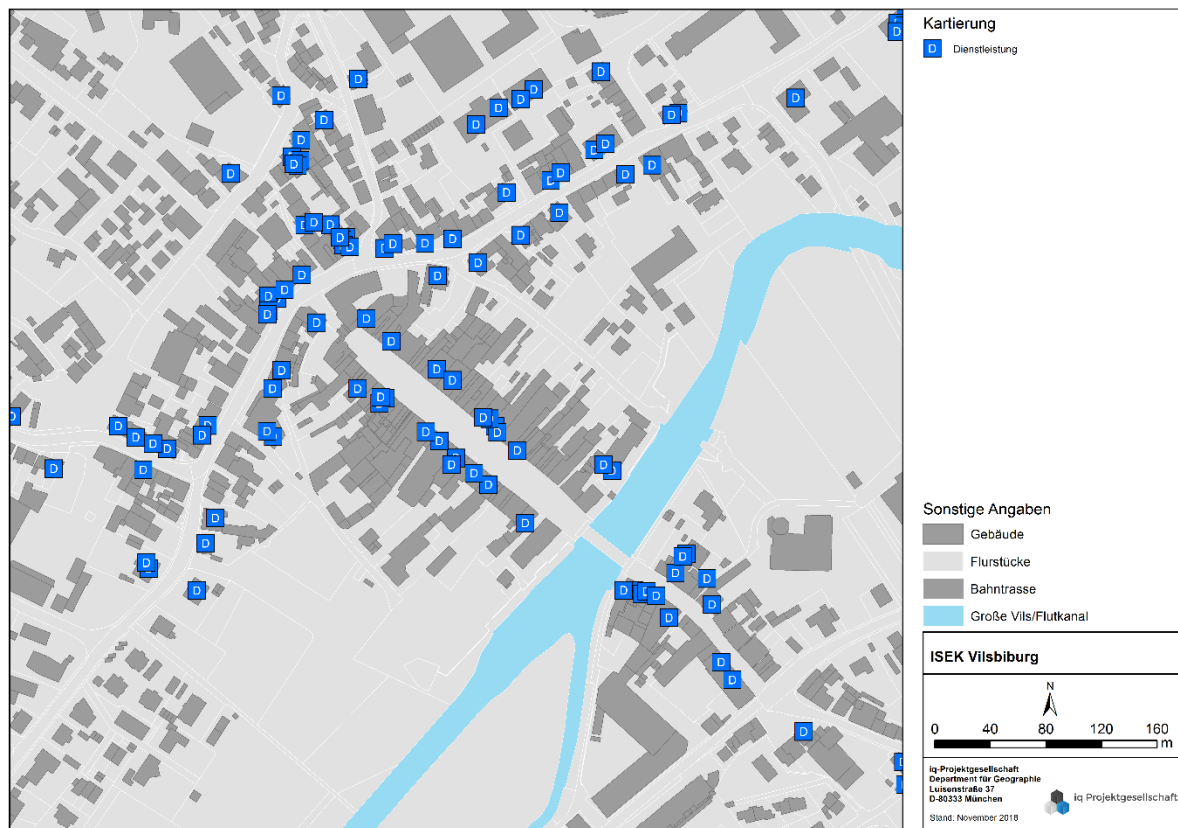 Kartierung
D Dienstleistung
Sonstige Angaben
Gebäude
Flurstücke
Bahntrasse
Große Vils/Flutkanal
ISEK Vilsbiburg
N
0 40 80 120 160
m
iq-Projektgesellschaft
Department für Geographie
Luisenstraße 37
D-80333 München
iq Projektgesellschaft
Stand: November 2018